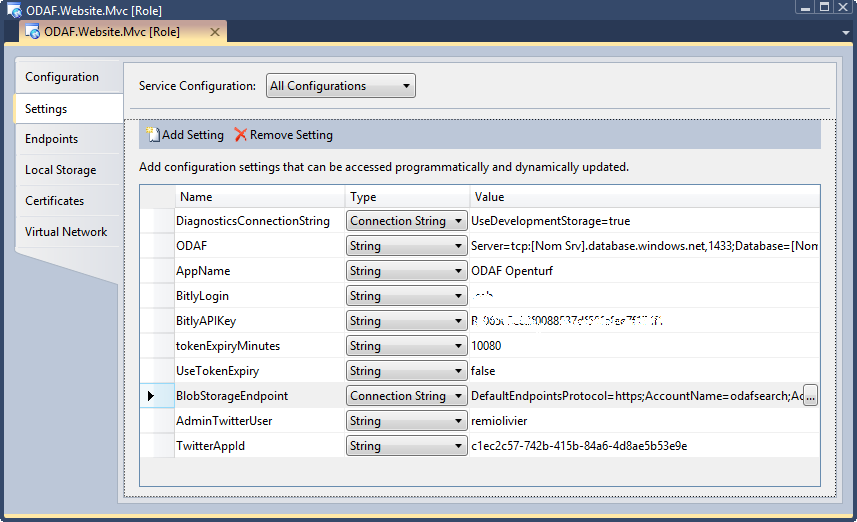 ODAF.Website.Mvc [Role]
ODAF.Website.Mvc [Role]
Configuration
Settings
Endpoints
Local Storage
Certificates
Virtual Network
Service Configuration: All Configurations
Add Setting Remove Setting
Add configuration settings that can be accessed programmatically and dynamically updated.
Name Type Value
DiagnosticsConnectionString Connection String UseDevelopmentStorage=true
ODAF String Server=tcp:[Nom Srv].database.windows.net,1433;Database=[Nom
AppName String ODAF Openturf
BitlyLogin String
BitlyAPIKey String
tokenExpiryMinutes String 10080
UseTokenExpiry String false
BlobStorageEndpoint Connection String DefaultEndpointsProtocol=https;AccountName=odafsearch;Ac ...
AdminTwitterUser String remiolivier
TwitterAppId String c1ec2c57-742b-415b-84a6-4d8ae5b53e9e